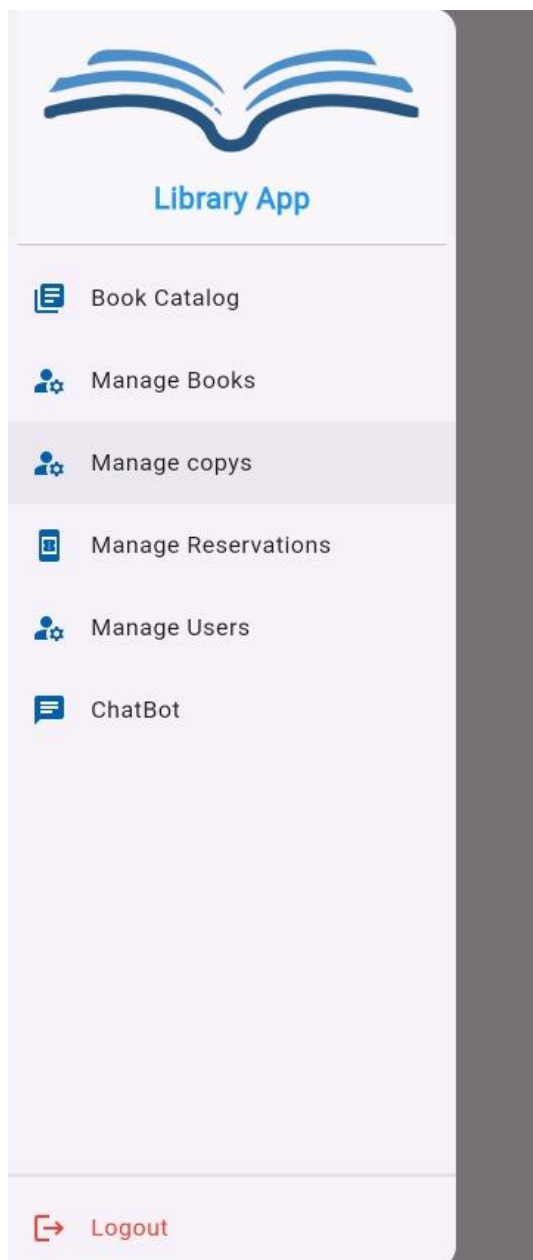 Library App
Book Catalog
Manage Books
Manage copys
Manage Reservations
Manage Users
ChatBot
Logout